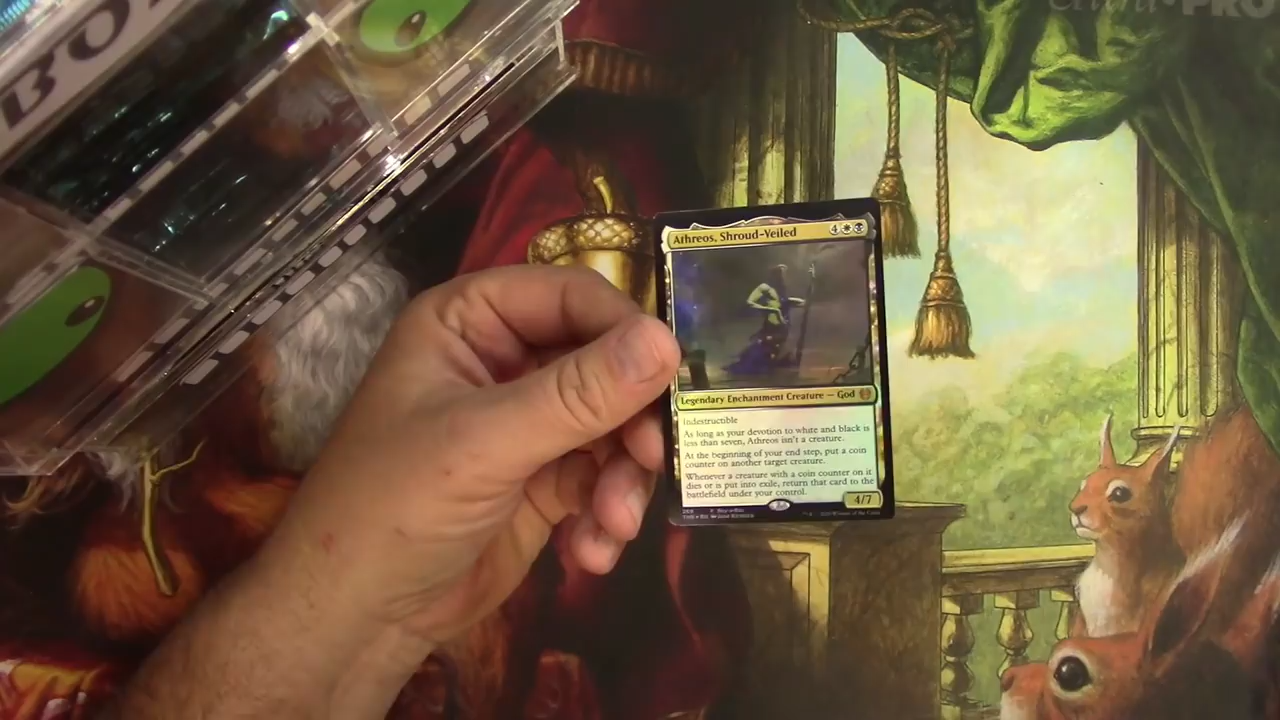 BO
PRO
Athreos, Shroud-Veiled
4
Legendary Enchantment Creature — God
Indestructible
As long as your devotion to white and black is
less than seven, Athreos isn't a creature.
At the beginning of your end step, put a coin
counter on another target creature.
Whenever a creature with a coin counter on it
dies or is put into exile, return that card to the
battlefield under your control.
4/7